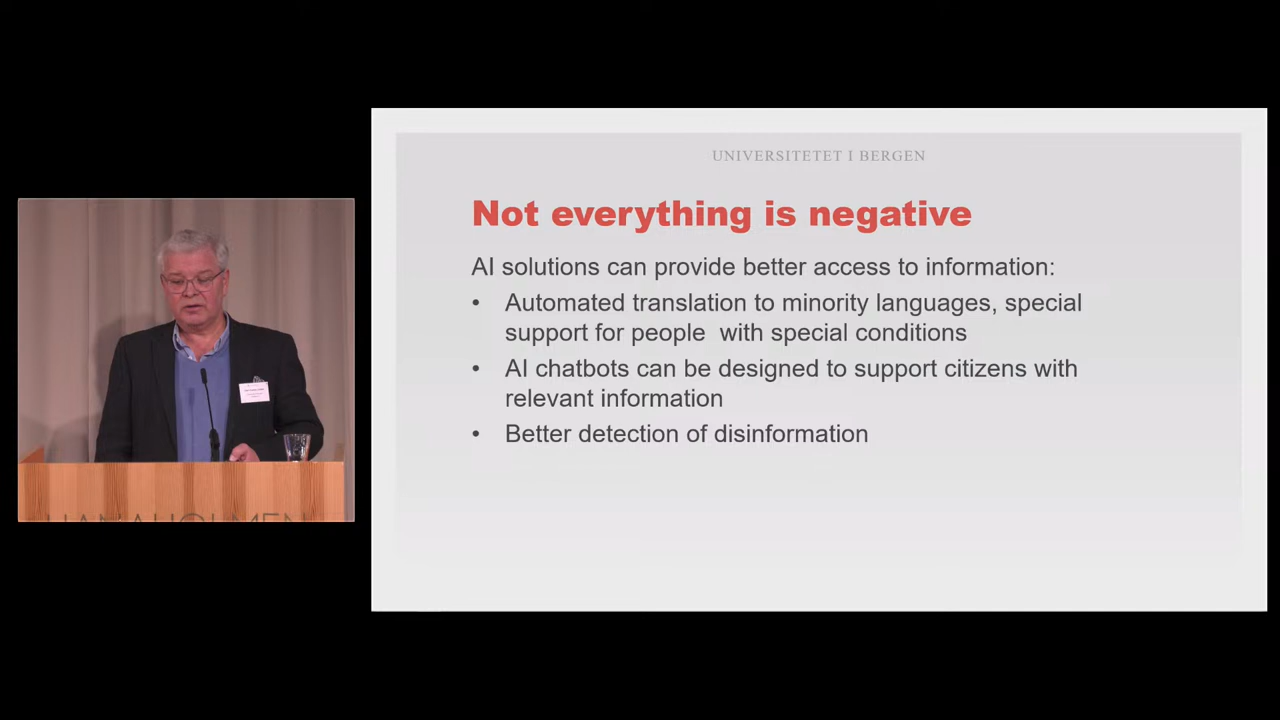 UNIVERSITETET I BERGEN
Not everything is negative
AI solutions can provide better access to information:
• Automated translation to minority languages, special
support for people  with special conditions
• AI chatbots can be designed to support citizens with
relevant information
• Better detection of disinformation
HANAHOLMEN